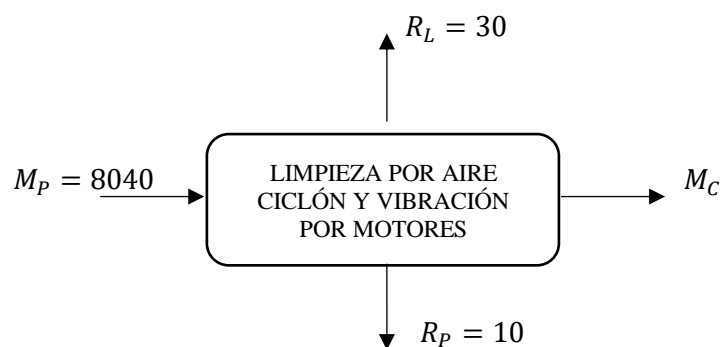 R_L = 30
M_P = 8040
LIMPIEZA POR AIRE
CICLÓN Y VIBRACIÓN
POR MOTORES
M_C
R_P = 10